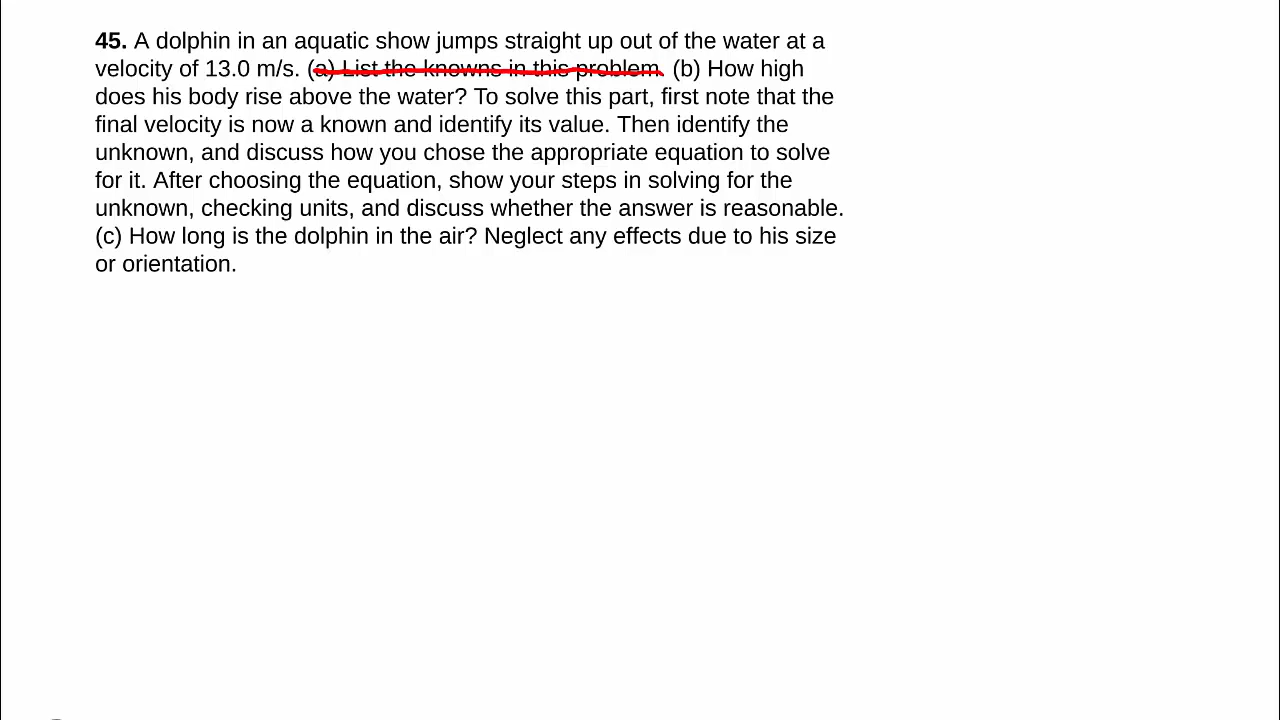 45. A dolphin in an aquatic show jumps straight up out of the water at a
velocity of 13.0 m/s. (a) List the knowns in this problem. (b) How high
does his body rise above the water? To solve this part, first note that the
final velocity is now a known and identify its value. Then identify the
unknown, and discuss how you chose the appropriate equation to solve
for it. After choosing the equation, show your steps in solving for the
unknown, checking units, and discuss whether the answer is reasonable.
(c) How long is the dolphin in the air? Neglect any effects due to his size
or orientation.